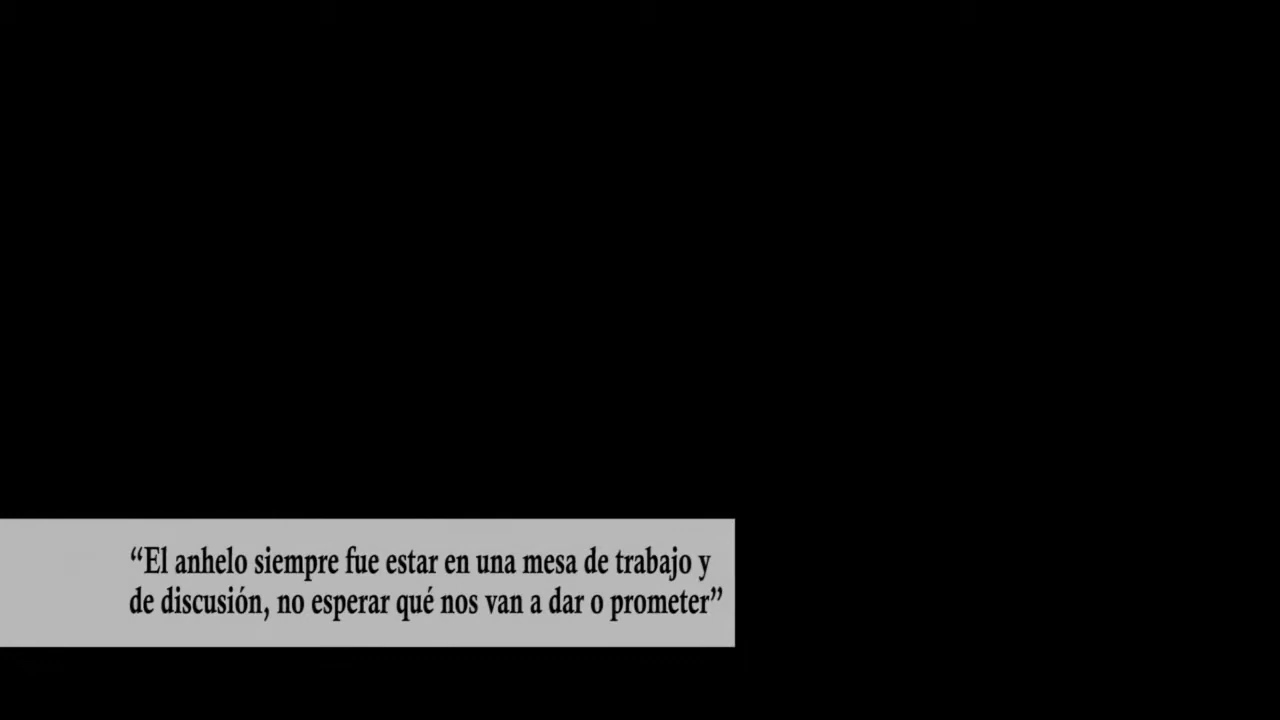 “El anhelo siempre fue estar en una mesa de trabajo y
de discusión, no esperar qué nos van a dar o prometer”